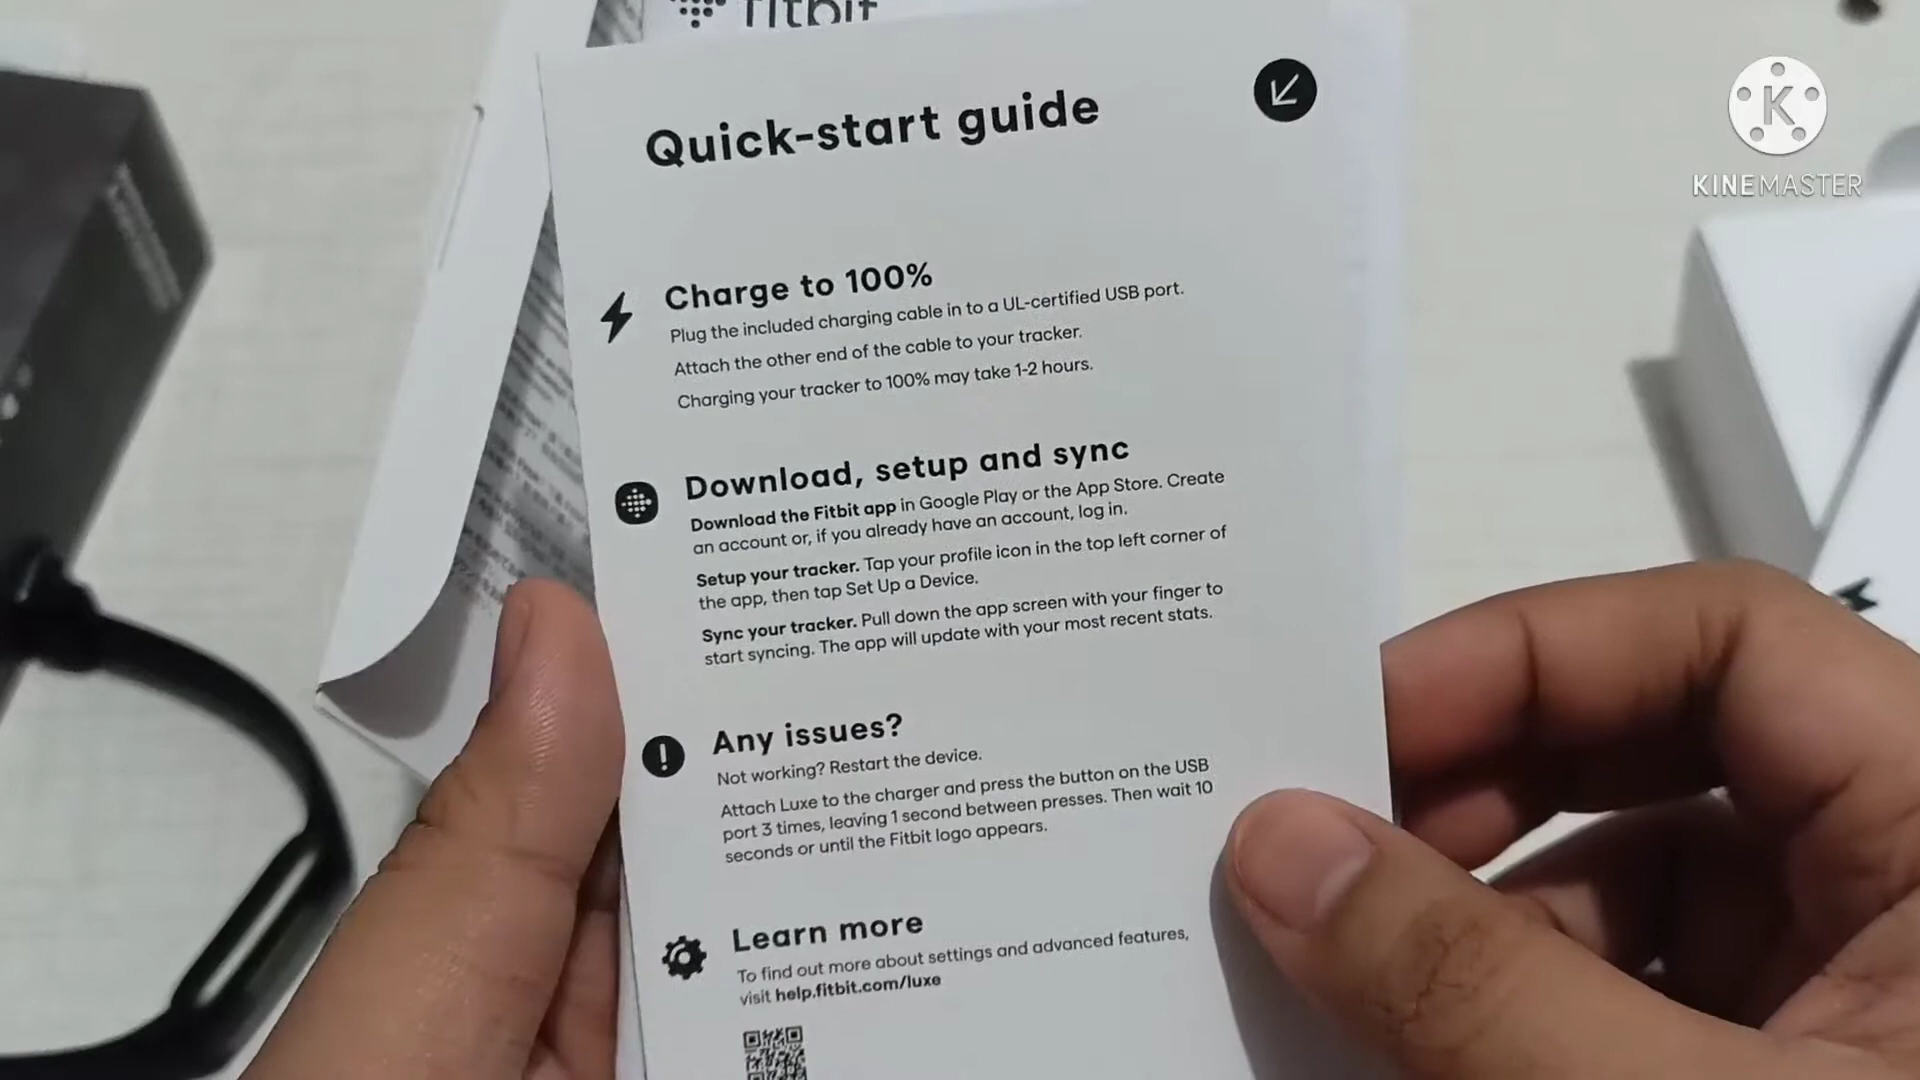 fitbit
Quick-start guide
KINEMASTER
Charge to 100%
Plug the included charging cable in to a UL-certified USB port.
Attach the other end of the cable to your tracker.
Charging your tracker to 100% may take 1-2 hours.
Download, setup and sync
Download the Fitbit app in Google Play or the App Store. Create
an account or, if you already have an account, log in.
Setup your tracker. Tap your profile icon in the top left corner of
the app, then tap Set Up a Device.
Sync your tracker. Pull down the app screen with your finger to
start syncing. The app will update with your most recent stats.
Any issues?
Not working? Restart the device.
Attach Luxe to the charger and press the button on the USB
port 3 times, leaving 1 second between presses. Then wait 10
seconds or until the Fitbit logo appears.
Learn more
To find out more about settings and advanced features,
visit help.fitbit.com/luxe